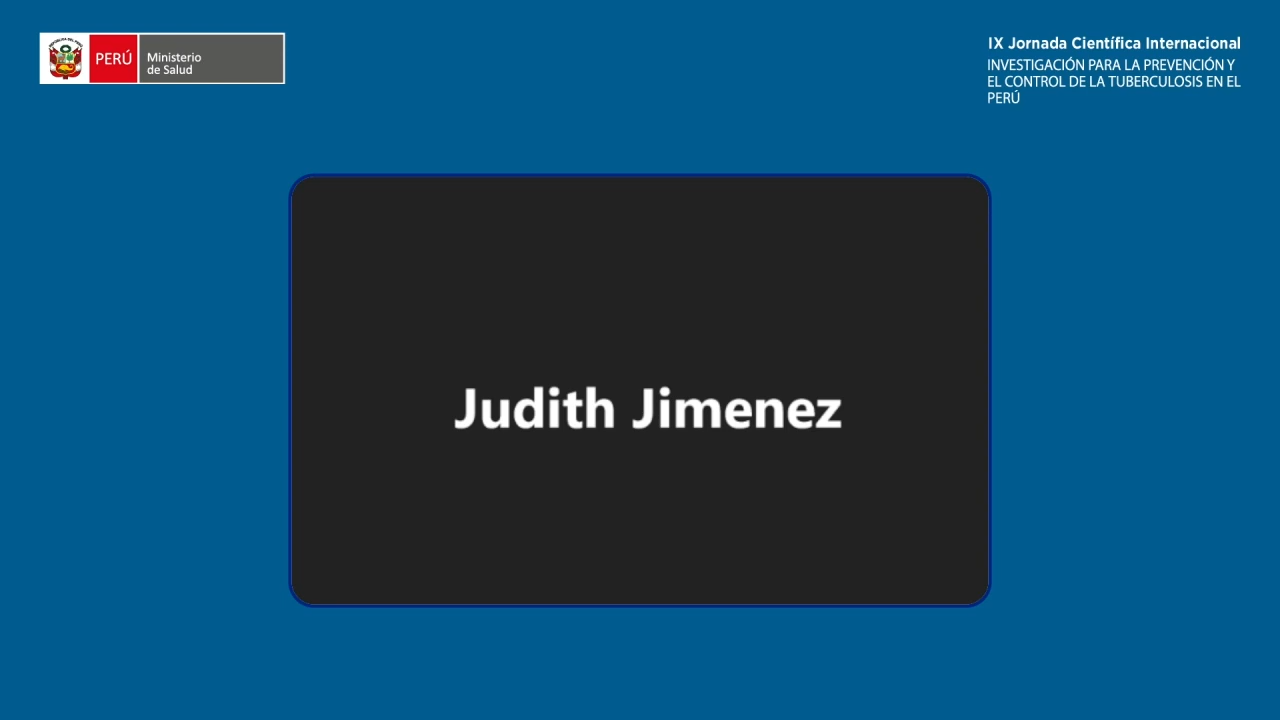 PERÚ
Ministerio
de Salud
IX Jornada Científica Internacional
INVESTIGACIÓN PARA LA PREVENCIÓN Y
EL CONTROL DE LA TUBERCULOSIS EN EL
PERÚ
Judith Jimenez